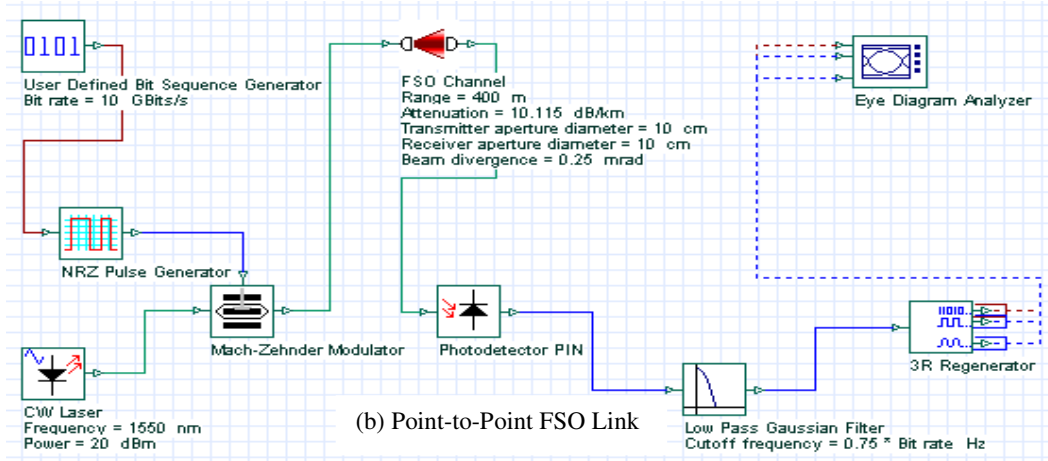 0101
User Defined Bit Sequence Generator
Bit rate = 10 GBits/s
FSO Channel
Range = 400 m
Attenuation = 10.115 dB/km
Transmitter aperture diameter = 10 cm
Receiver aperture diameter = 10 cm
Beam divergence = 0.25 mrad
Eye Diagram Analyzer
NRZ Pulse Generator
Mach-Zehnder Modulator
Photodetector PIN
3R Regenerator
CW Laser
Frequency = 1550 nm
Power = 20 dBm
(b) Point-to-Point FSO Link
Low Pass Gaussian Filter
Cutoff frequency = 0.75 * Bit rate Hz